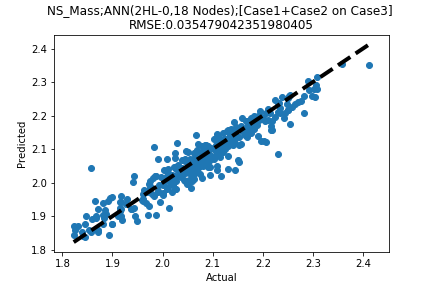 NS_Mass;ANN(2HL-0,18 Nodes);[Case1+Case2 on Case3]
RMSE:0.035479042351980405
2.4
2.3
2.2
2.1
2.0
1.9
1.8
Predicted
1.8 1.9 2.0 2.1 2.2 2.3 2.4
Actual